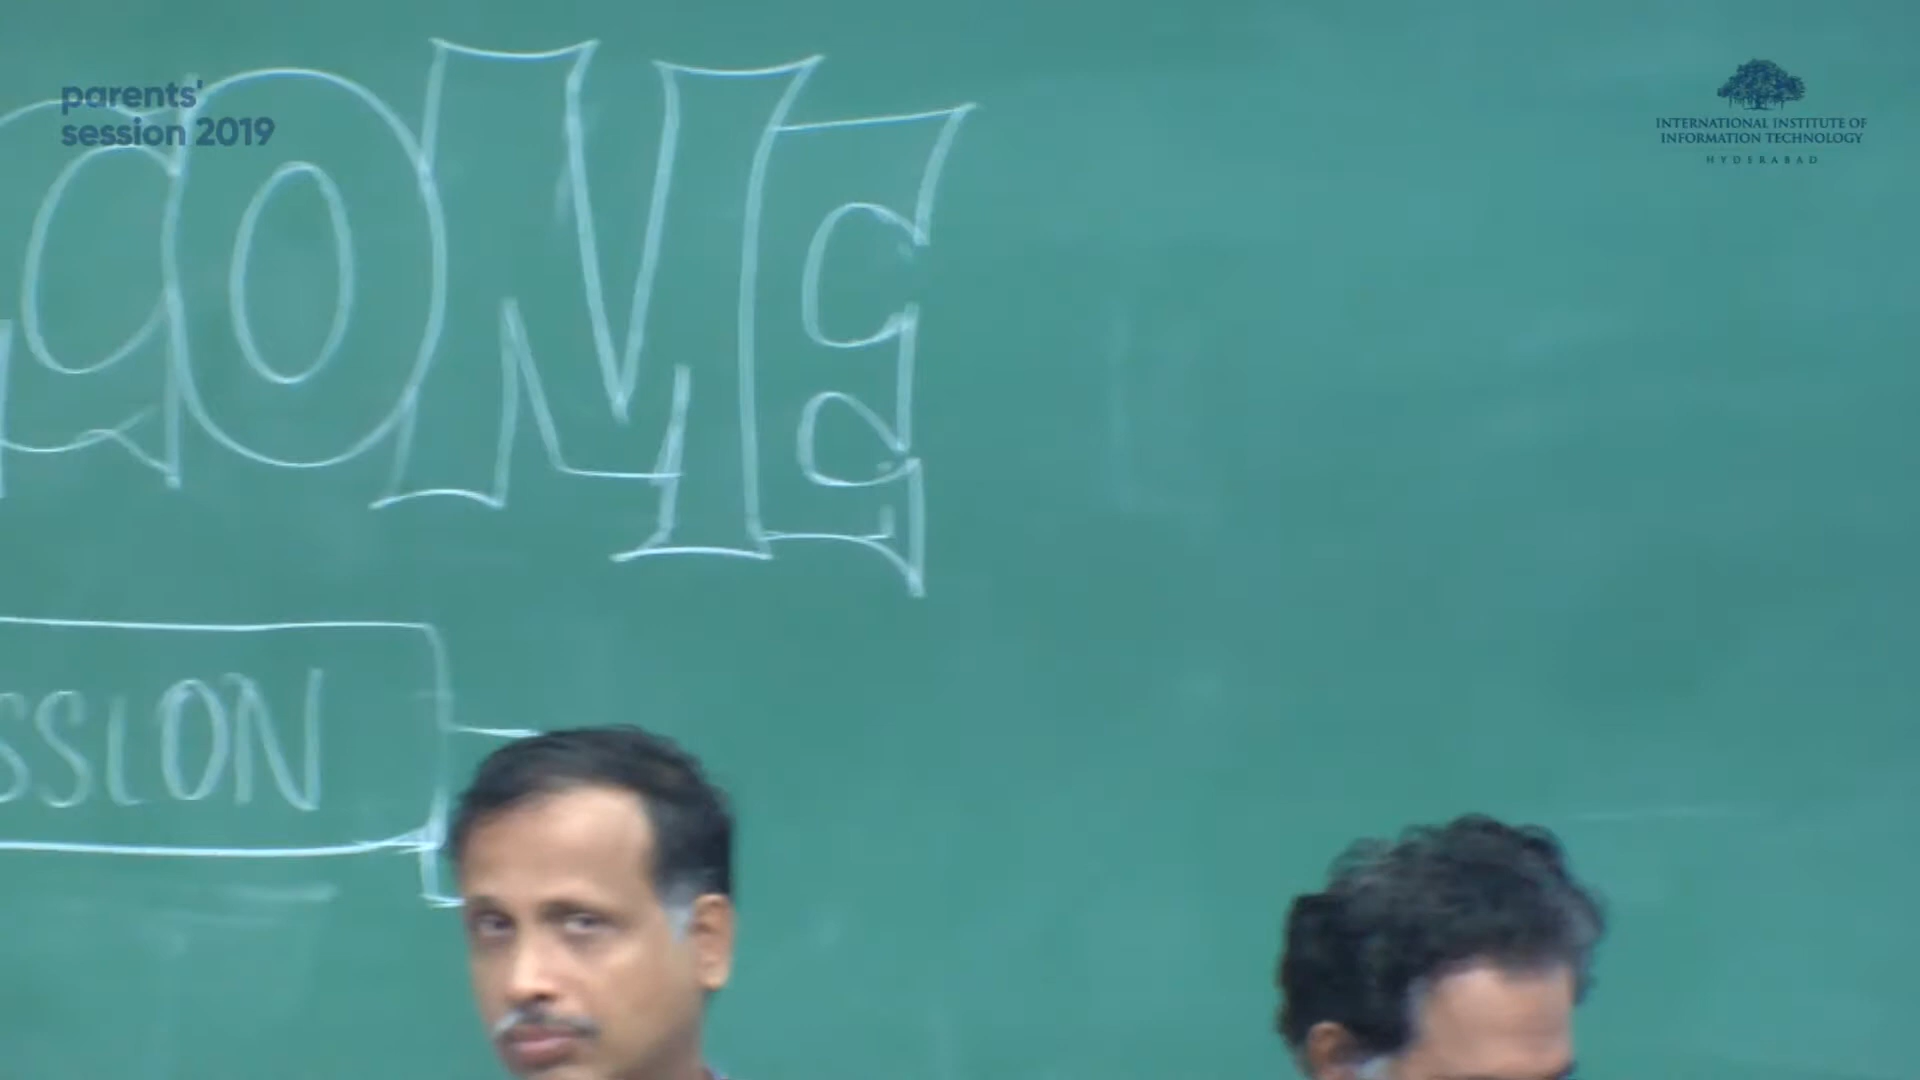 parents'
session 2019
INTERNATIONAL INSTITUTE OF
INFORMATION TECHNOLOGY
HYDERABAD
COME
SSION